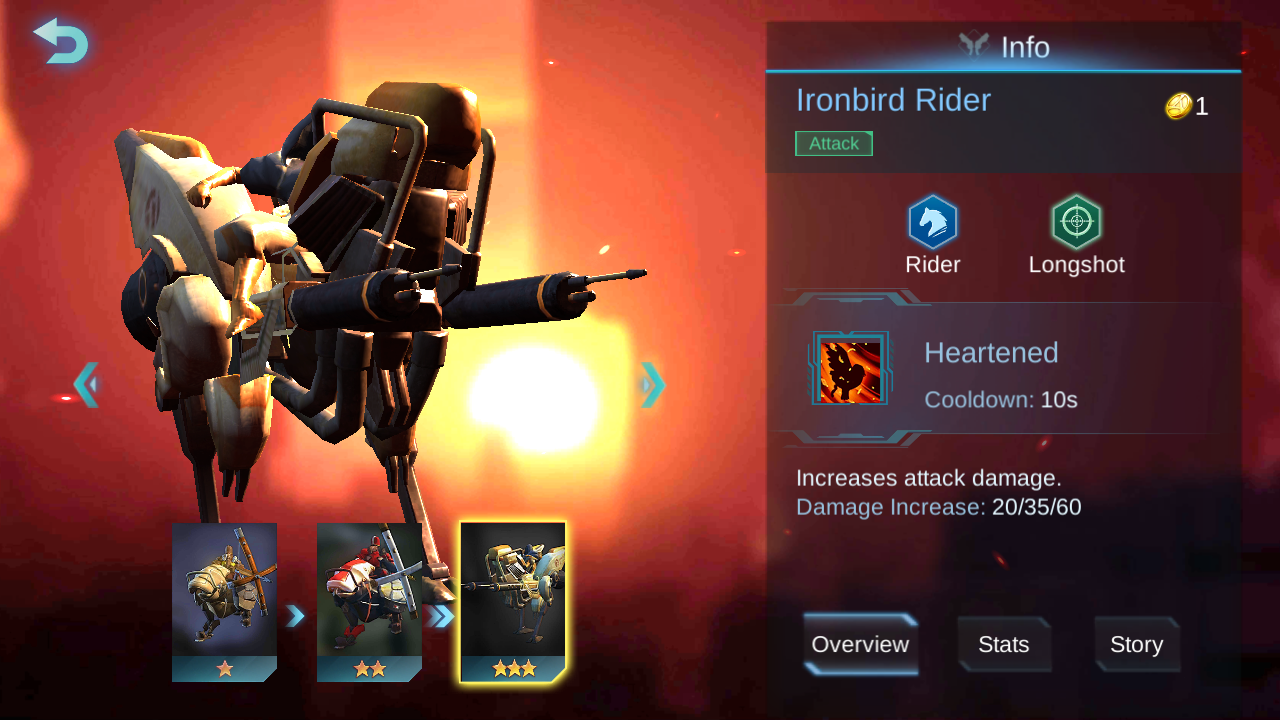 Info
Ironbird Rider
1
Attack
Rider
Longshot
Heartened
Cooldown: 10s
Increases attack damage.
Damage Increase: 20/35/60
Overview
Stats
Story